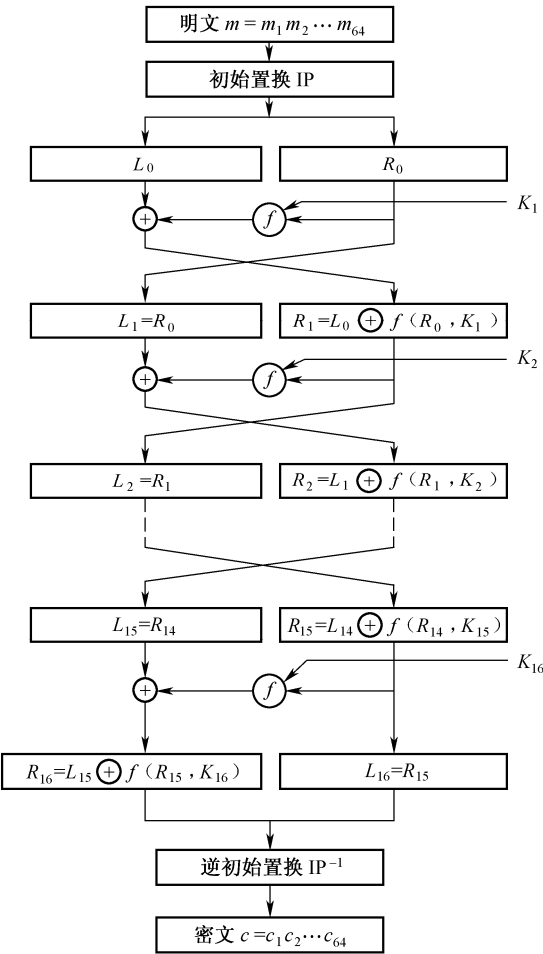 明文 m = m₁ m₂ ⋯ m₆₄
初始置换 IP
L₀ R₀
+ f K₁
L₁=R₀ R₁=L₀ ⊕ f(R₀,K₁)
+ f K₂
L₂=R₁ R₂=L₁ ⊕ f(R₁,K₂)
L₁₅=R₁₄ R₁₅=L₁₄ ⊕ f(R₁₄,K₁₅)
+ f K₁₆
R₁₆=L₁₅ ⊕ f(R₁₅,K₁₆) L₁₆=R₁₅
逆初始置换 IP⁻¹
密文 c =c₁c₂⋯c₆₄